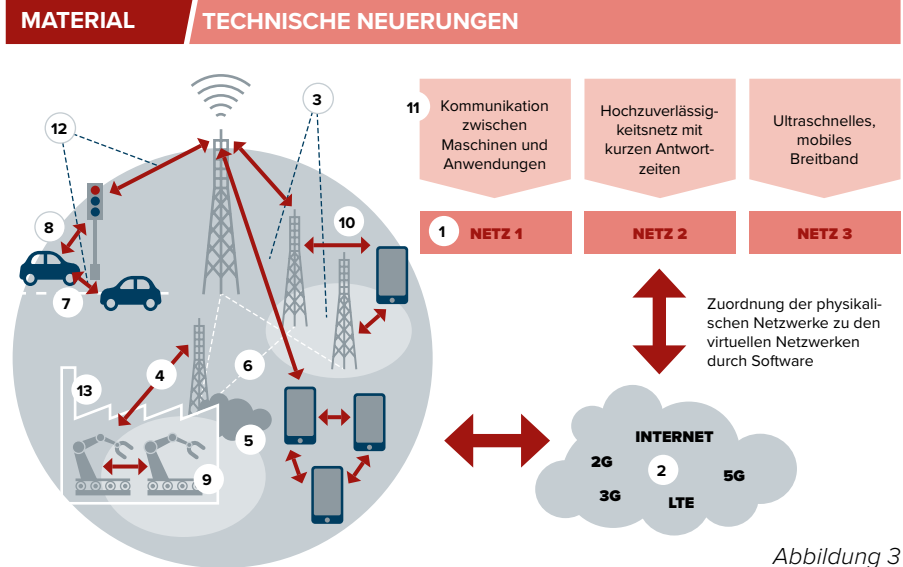 MATERIAL
TECHNISCHE NEUERUNGEN
3
12
8
10
7
6
4
13
5
9
11
Kommunikation
zwischen
Maschinen und
Anwendungen
Hochzuverlässig-
keitsnetz mit
kurzen Antwort-
zeiten
Ultraschnelles,
mobiles
Breitband
1
NETZ 1
NETZ 2
NETZ 3
Zuordnung der physikali-
schen Netzwerke zu den
virtuellen Netzwerken
durch Software
INTERNET
2G
2
5G
3G
LTE
Abbildung 3